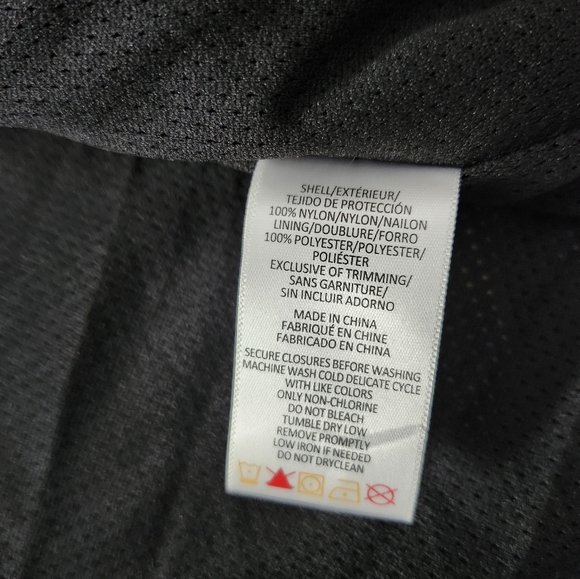 SHELL/EXTÉRIEUR/
TEJIDO DE PROTECCIÓN
100% NYLON/NYLON/NAILON
LINING/DOUBLURE/FORRO
100% POLYESTER/POLYESTER/
POLIÉSTER
EXCLUSIVE OF TRIMMING/
SANS GARNITURE/
SIN INCLUIR ADORNO
MADE IN CHINA
FABRIQUÉ EN CHINE
FABRICADO EN CHINA
SECURE CLOSURES BEFORE WASHING
MACHINE WASH COLD DELICATE CYCLE
WITH LIKE COLORS
ONLY NON-CHLORINE
DO NOT BLEACH
TUMBLE DRY LOW
REMOVE PROMPTLY
LOW IRON IF NEEDED
DO NOT DRYCLEAN